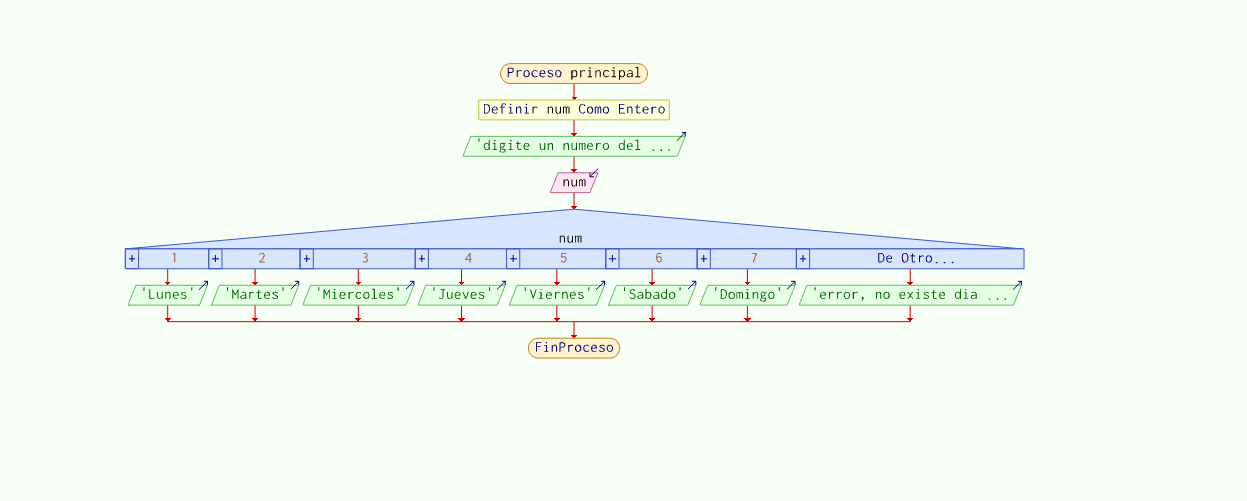 Proceso principal
Definir num Como Entero
'digite un numero del ...
num
num
+ 1 + 2 + 3 + 4 + 5 + 6 + 7 + De Otro...
'Lunes' 'Martes' 'Miercoles' 'Jueves' 'Viernes' 'Sabado' 'Domingo' 'error, no existe dia ...
FinProceso